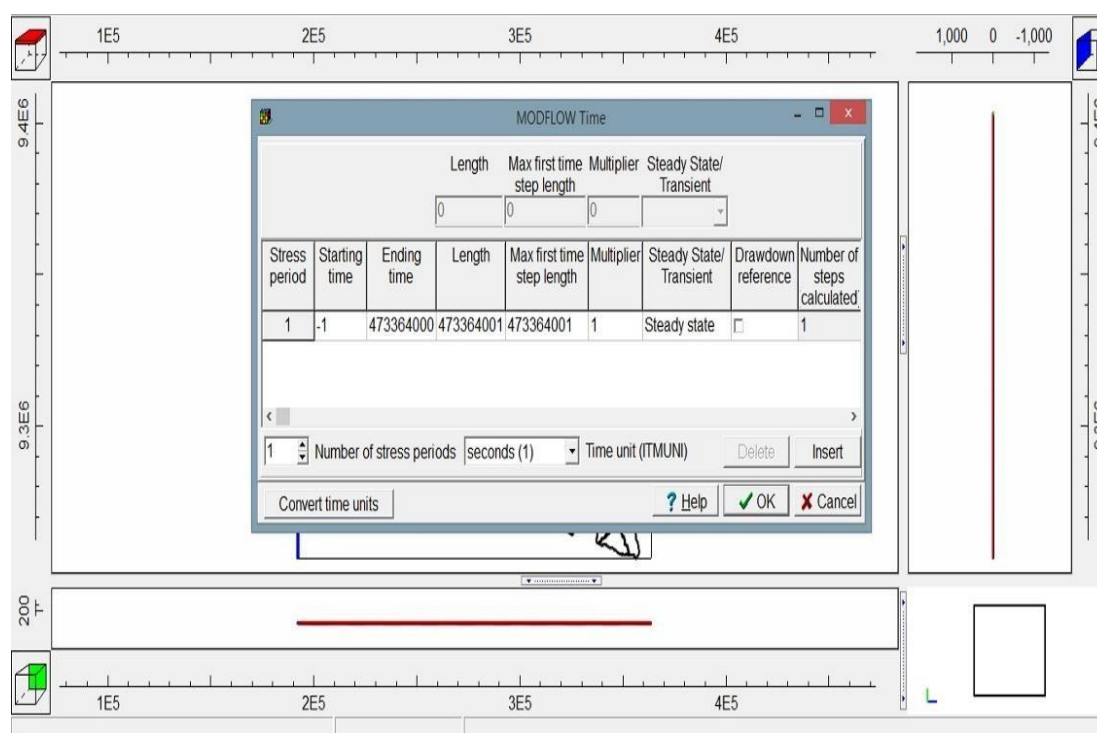 1E5 2E5 3E5 4E5 1,000 0 -1,000
9.4E6
MODFLOW Time
Length Max first time step length Multiplier Steady State/ Transient
0 0 0
Stress period Starting time Ending time Length Max first time step length Multiplier Steady State/ Transient Drawdown reference Number of steps calculated
1 -1 473364000 473364001 473364001 1 Steady state 1
9.3E6
1 Number of stress periods seconds (1) Time unit (ITMUNI) Delete Insert
Convert time units ? Help OK Cancel
200
1E5 2E5 3E5 4E5